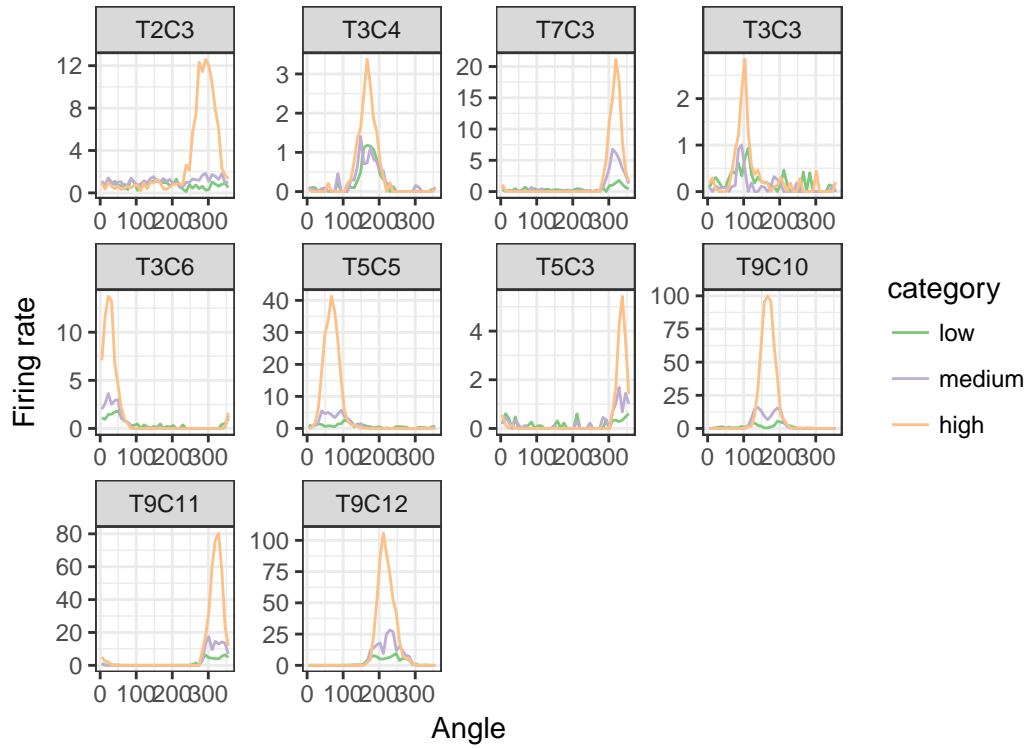 T2C3 T3C4 T7C3 T3C3
12 3 20 2
8 2 15 1
4 1 10 0
0 0 5
0
0 100 200 300 0 100 200 300 0 100 200 300 0 100 200 300
T3C6 T5C5 T5C3 T9C10
10 40 4 100
5 30 2 75
0 20 0 50
10 25
0 0
0 100 200 300 0 100 200 300 0 100 200 300 0 100 200 300
T9C11 T9C12
80 100
60 75
40 50
20 25
0 0
0 100 200 300 0 100 200 300
Firing rate
Angle
category
low
medium
high